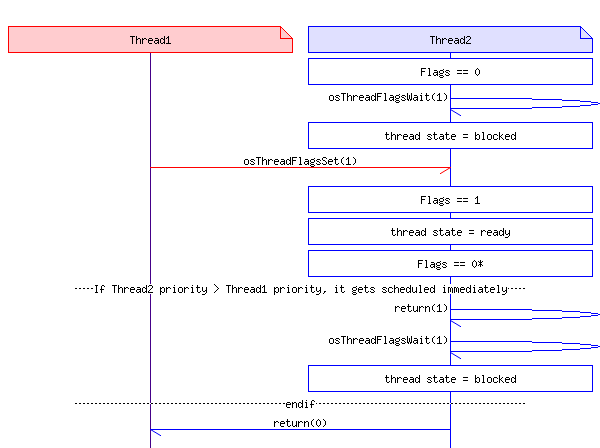 Thread1
Thread2
Flags == 0
osThreadFlagsWait(1)
thread state = blocked
osThreadFlagsSet(1)
Flags == 1
thread state = ready
Flags == 0*
If Thread2 priority > Thread1 priority, it gets scheduled immediately
return(1)
osThreadFlagsWait(1)
thread state = blocked
endif
return(0)